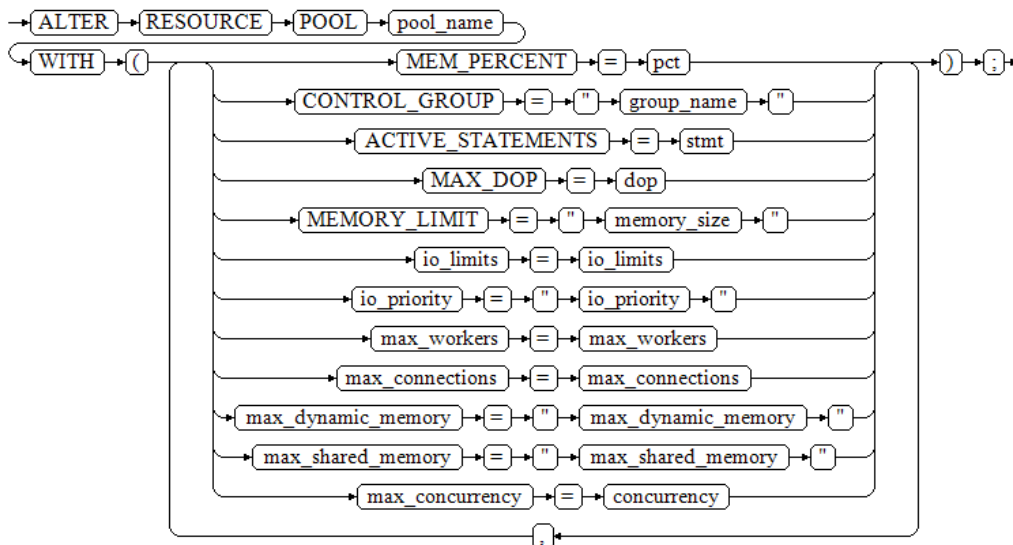 ALTER RESOURCE POOL pool_name
WITH ( MEM_PERCENT = pct ) ;
CONTROL_GROUP = " group_name "
ACTIVE_STATEMENTS = stmt
MAX_DOP = dop
MEMORY_LIMIT = " memory_size "
io_limits = io_limits
io_priority = " io_priority "
max_workers = max_workers
max_connections = max_connections
max_dynamic_memory = " max_dynamic_memory "
max_shared_memory = " max_shared_memory "
max_concurrency = concurrency
,